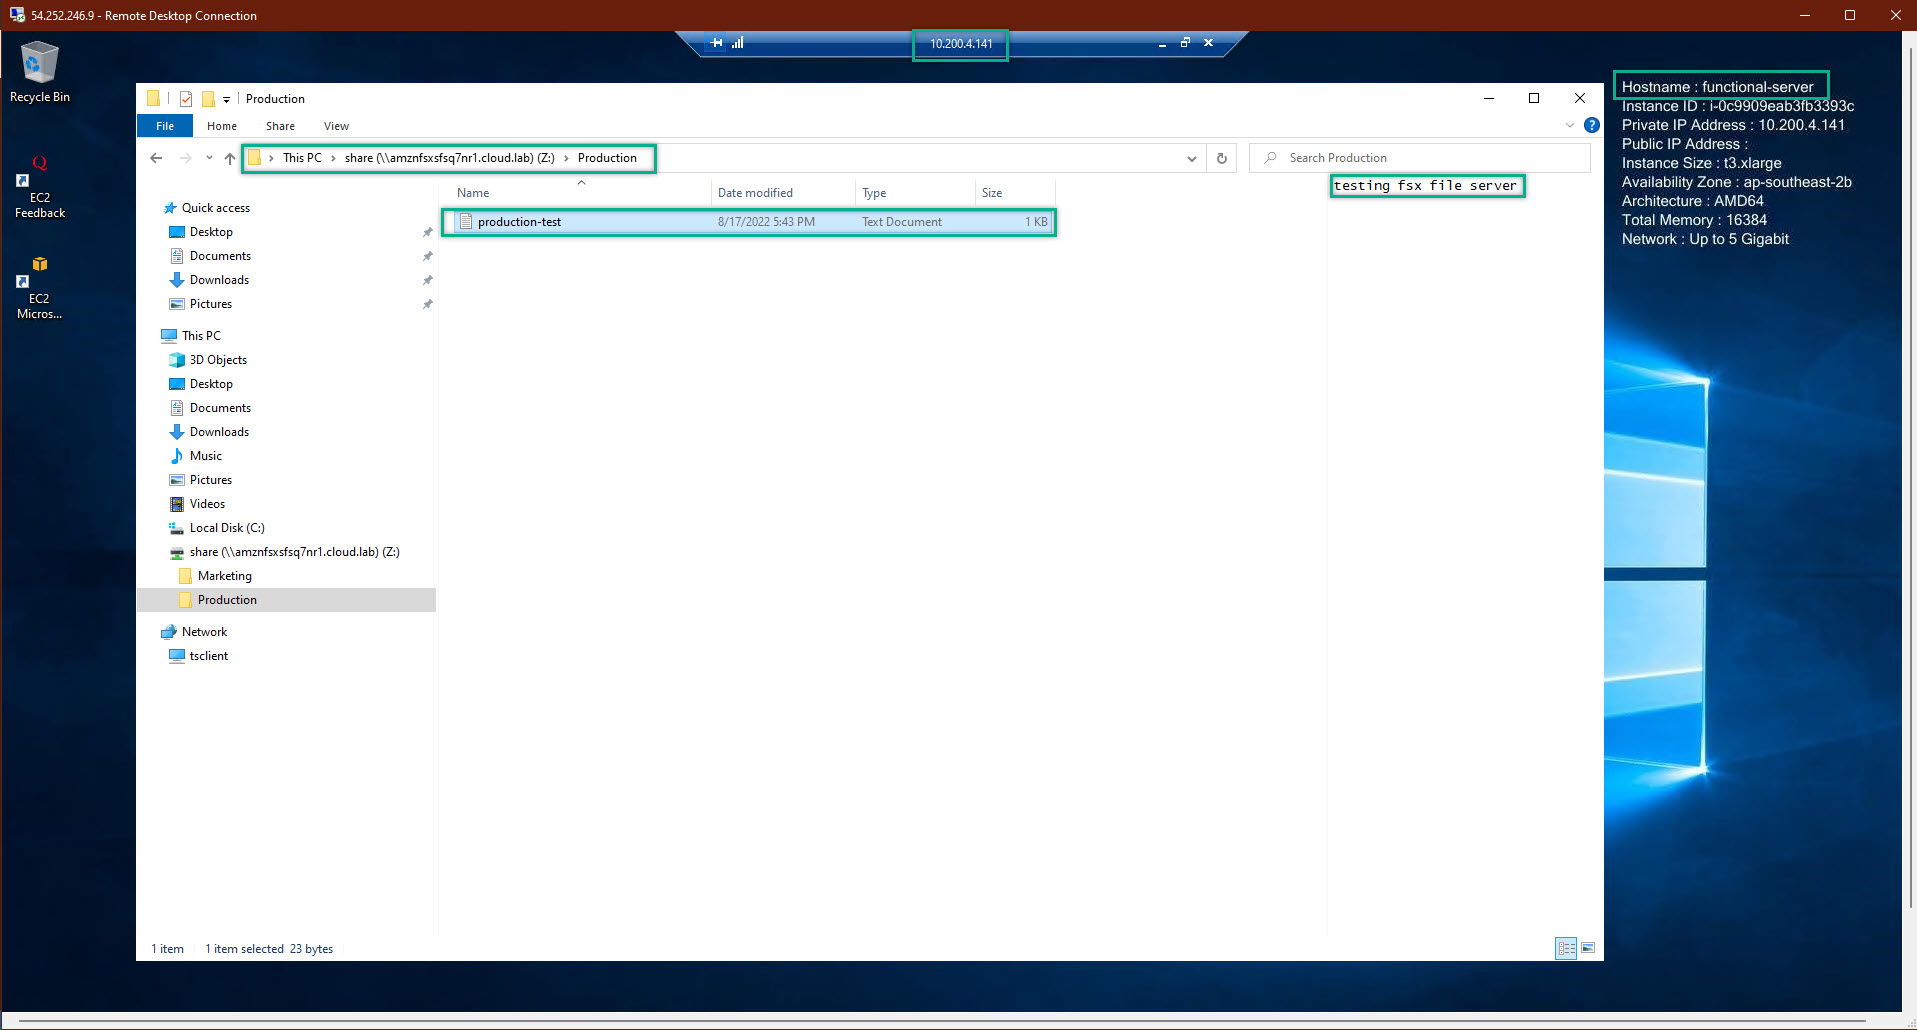 54.252.246.9 - Remote Desktop Connection
10.200.4.141
Recycle Bin
EC2
Feedback
EC2
Micros...
Production
File Home Share View
This PC share (\\amznfsxsfsq7nr1.cloud.lab) (Z:) Production
Search Production
Name Date modified Type Size
production-test 8/17/2022 5:43 PM Text Document 1 KB
testing fsx file server
Quick access
Desktop
Documents
Downloads
Pictures
This PC
3D Objects
Desktop
Documents
Downloads
Music
Pictures
Videos
Local Disk (C:)
share (\\amznfsxsfsq7nr1.cloud.lab) (Z:)
Marketing
Production
Network
tsclient
1 item 1 item selected 23 bytes
Hostname : functional-server
Instance ID : i-0c9909eab3fb3393c
Private IP Address : 10.200.4.141
Public IP Address :
Instance Size : t3.xlarge
Availability Zone : ap-southeast-2b
Architecture : AMD64
Total Memory : 16384
Network : Up to 5 Gigabit